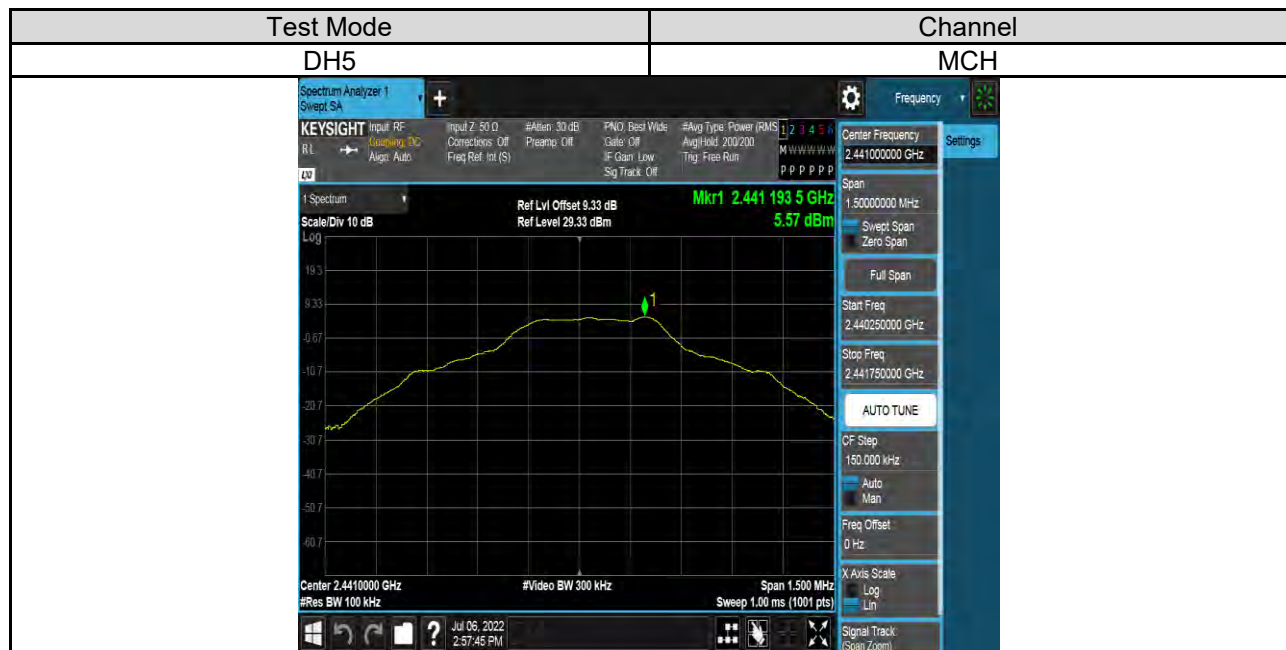 Test Mode
Channel
DH5
MCH
Spectrum Analyzer 1
Swept SA
Frequency
KEYSIGHT
Input: RF
Coupling: DC
Align: Auto
RL
Input Z: 50 Ω
Corrections: Off
Freq Ref: Int (S)
#Atten: 30 dB
Preamp: Off
PNO: Best Wide
Gate: Off
IF Gain: Low
Sig Track: Off
#Avg Type: Power (RMS
Avg|Hold: 200/200
Trig: Free Run
1 2 3 4 5 6
M W W W W W
P P P P P P
Settings
1 Spectrum
Scale/Div 10 dB
Log
Ref Lvl Offset 9.33 dB
Ref Level 29.33 dBm
Mkr1 2.441 193 5 GHz
5.57 dBm
19.3
9.33
-0.67
-10.7
-20.7
-30.7
-40.7
-50.7
-60.7
1
Center 2.4410000 GHz
#Res BW 100 kHz
#Video BW 300 kHz
Span 1.500 MHz
Sweep 1.00 ms (1001 pts)
Center Frequency
2.441000000 GHz
Span
1.50000000 MHz
Swept Span
Zero Span
Full Span
Start Freq
2.440250000 GHz
Stop Freq
2.441750000 GHz
AUTO TUNE
CF Step
150.000 kHz
Auto
Man
Freq Offset
0 Hz
X Axis Scale
Log
Lin
Signal Track
(Span Zoom)
?
Jul 06, 2022
2:57:45 PM